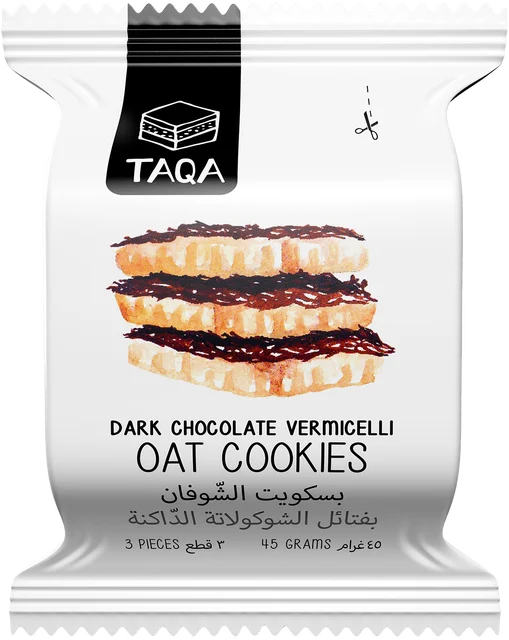 TAQA
DARK CHOCOLATE VERMICELLI
OAT COOKIES
بسكويت الشّوفان
بفتائل الشوكولاتة الدّاكنة
3 PIECES ٣ قطع 45 GRAMS ٤٥ غرام